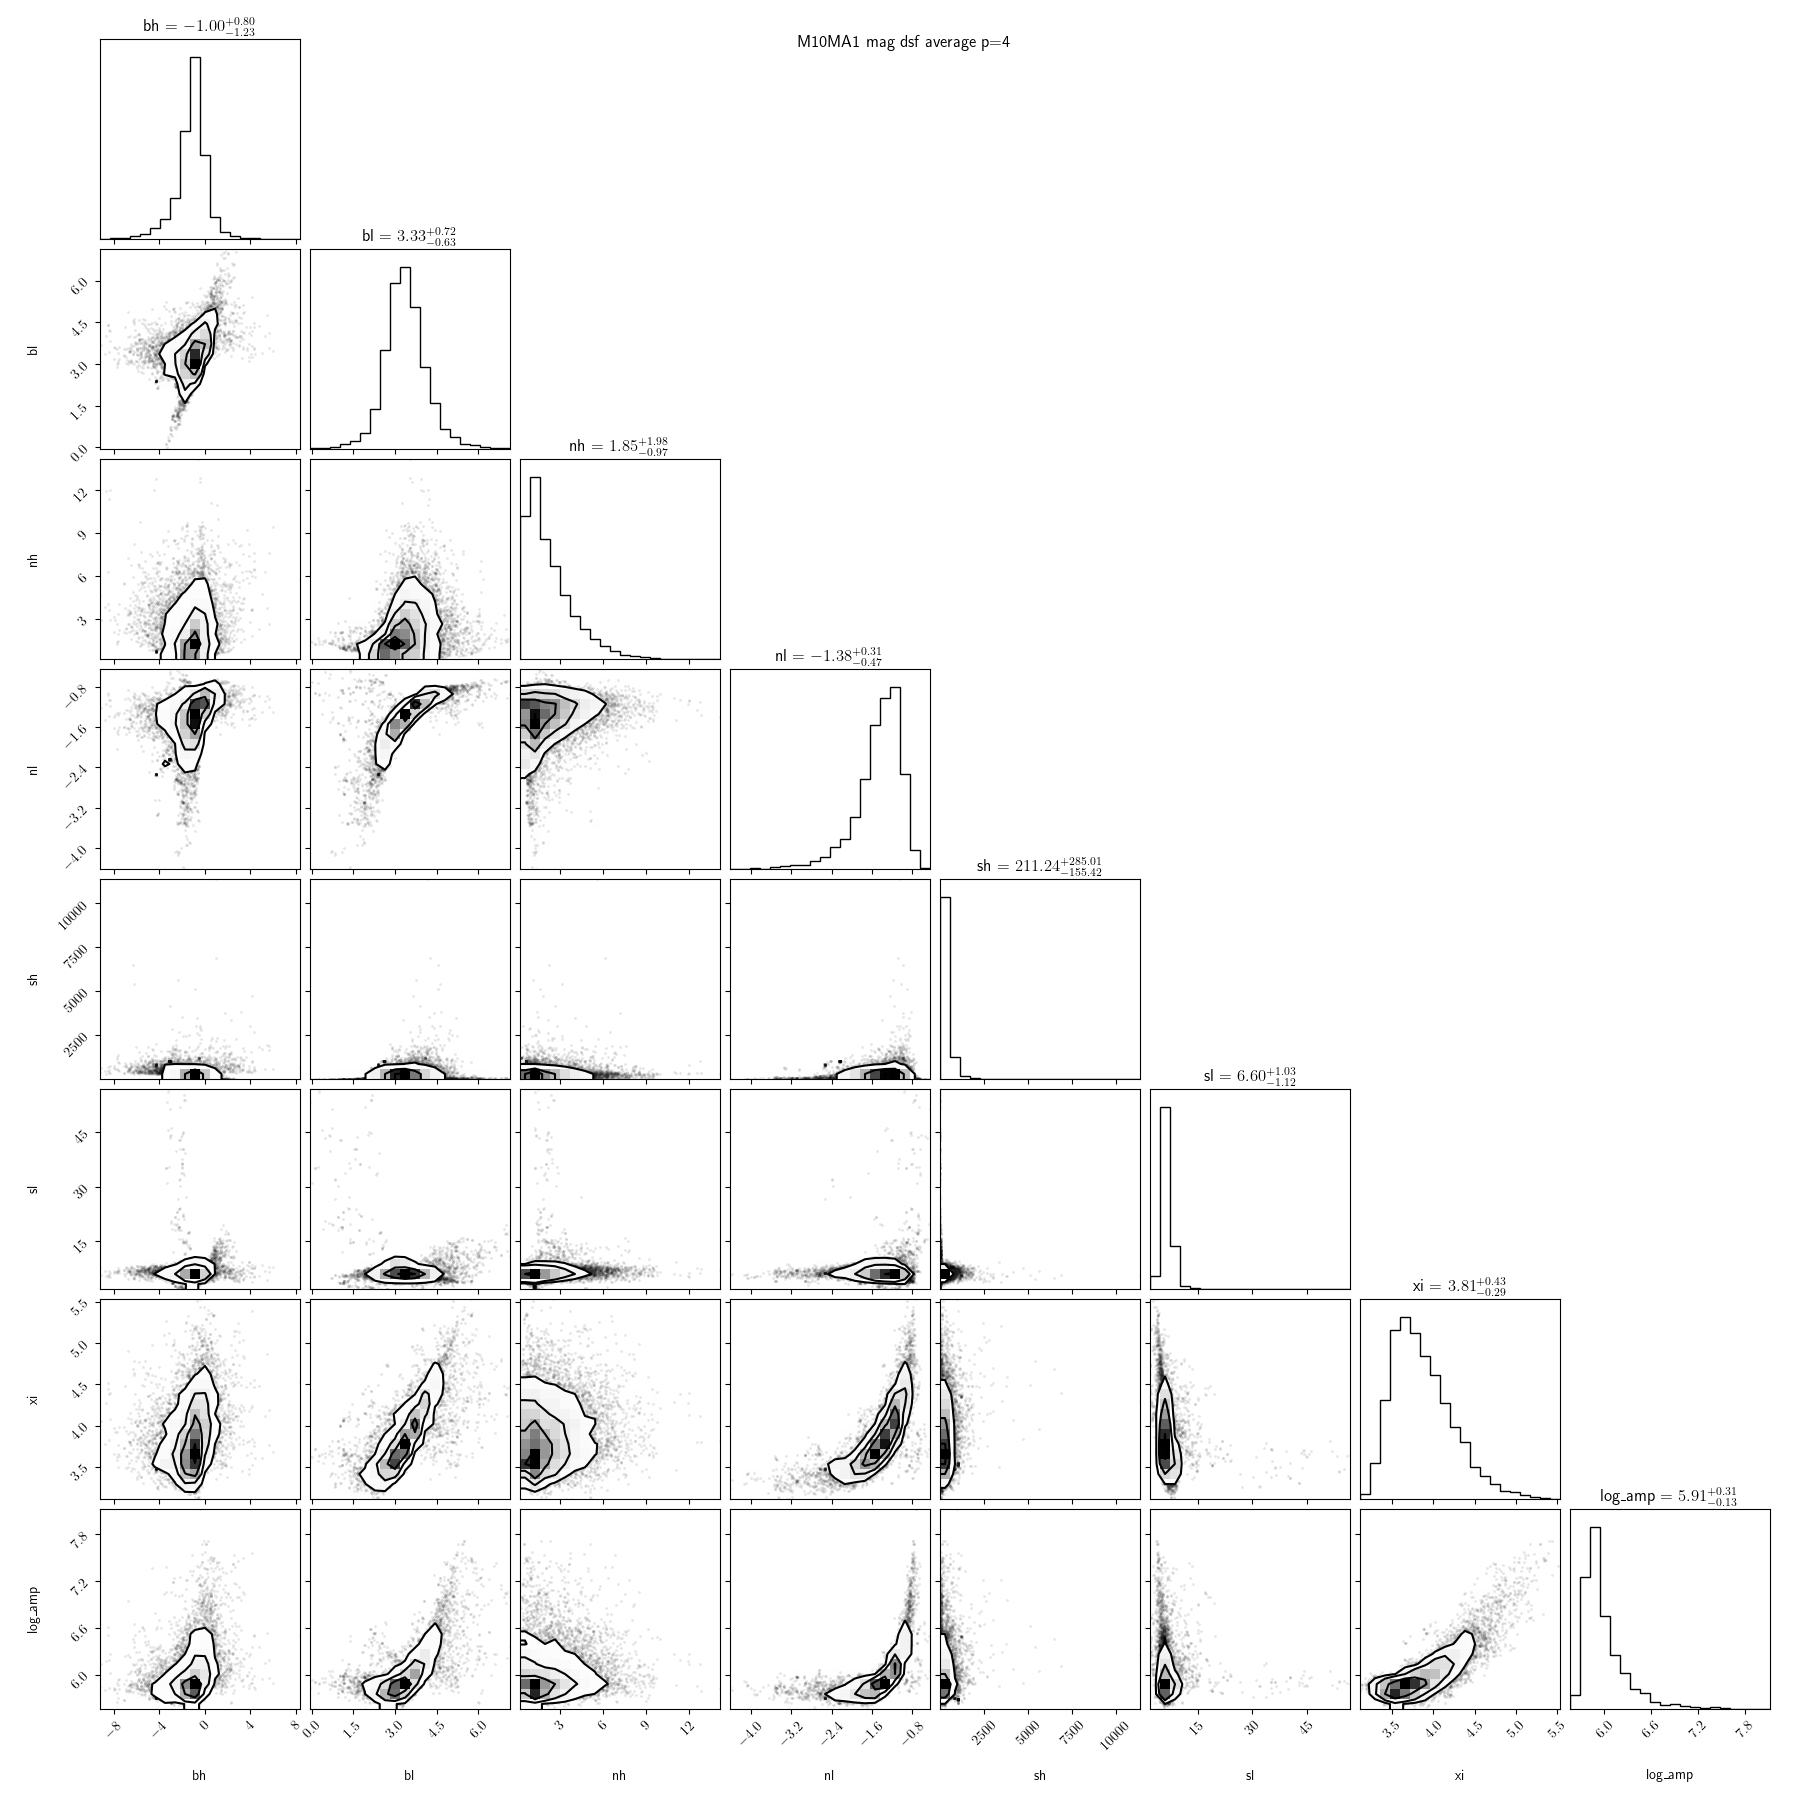 M10MA1 mag dsf average p=4
bh = −1.00+0.80−1.23
bl = 3.33+0.72−0.63
bl
6.0
4.5
3.0
1.5
0.0
nh = 1.85+1.98−0.97
nh
12
9
6
3
nl = −1.38+0.31−0.47
nl
−0.8
−1.6
−2.4
−3.2
−4.0
sh = 211.24+285.01−155.42
sh
10000
7500
5000
2500
sl = 6.60+1.03−1.12
sl
45
30
15
xi = 3.81+0.43−0.29
xi
5.5
5.0
4.5
4.0
3.5
log_amp = 5.91+0.31−0.13
log_amp
7.8
7.2
6.6
6.0
−8 −4 0 4 8
0.0 1.5 3.0 4.5 6.0
3 6 9 12
−4.0 −3.2 −2.4 −1.6 −0.8
2500 5000 7500 10000
15 30 45
3.5 4.0 4.5 5.0 5.5
6.0 6.6 7.2 7.8
bh bl nh nl sh sl xi log_amp